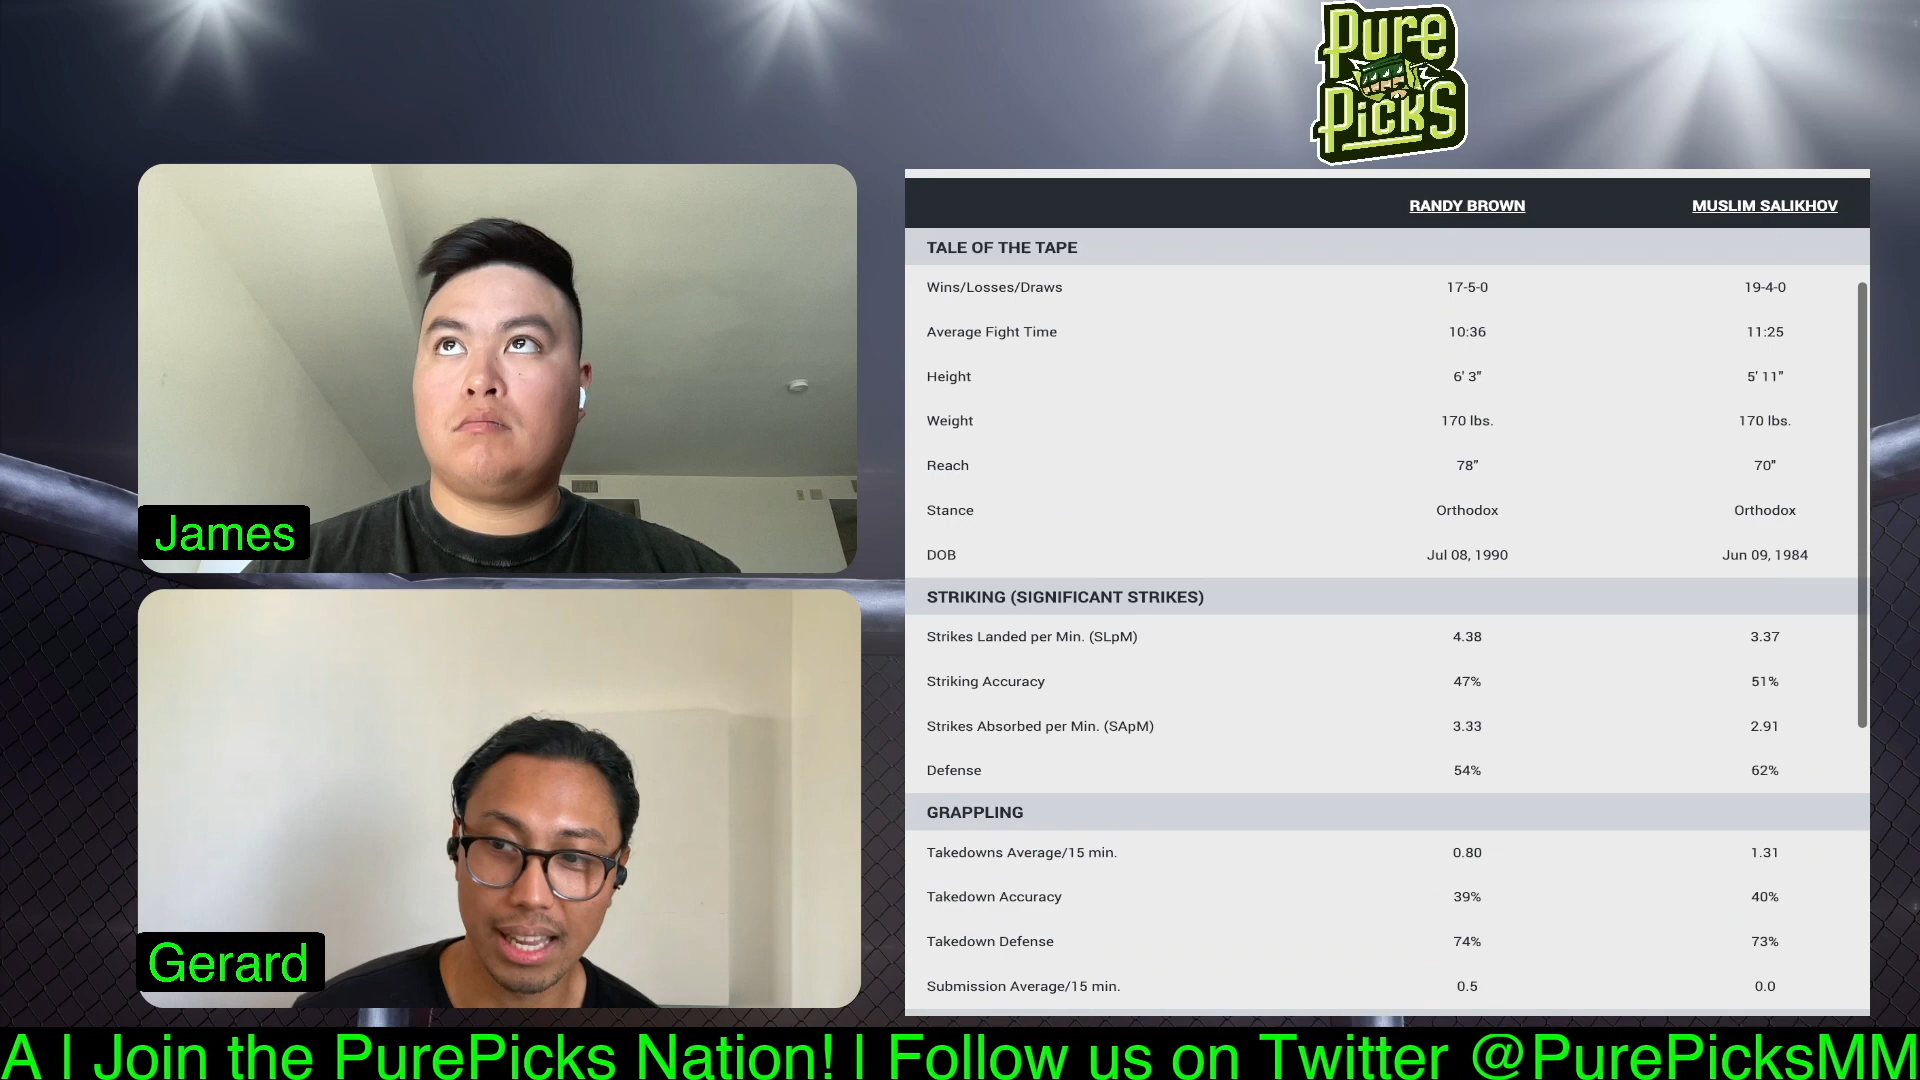 Pure
Picks
James
Gerard
RANDY BROWN MUSLIM SALIKHOV
TALE OF THE TAPE
Wins/Losses/Draws 17-5-0 19-4-0
Average Fight Time 10:36 11:25
Height 6' 3" 5' 11"
Weight 170 lbs. 170 lbs.
Reach 78" 70"
Stance Orthodox Orthodox
DOB Jul 08, 1990 Jun 09, 1984
STRIKING (SIGNIFICANT STRIKES)
Strikes Landed per Min. (SLpM) 4.38 3.37
Striking Accuracy 47% 51%
Strikes Absorbed per Min. (SApM) 3.33 2.91
Defense 54% 62%
GRAPPLING
Takedowns Average/15 min. 0.80 1.31
Takedown Accuracy 39% 40%
Takedown Defense 74% 73%
Submission Average/15 min. 0.5 0.0
A | Join the PurePicks Nation! | Follow us on Twitter @PurePicksMM